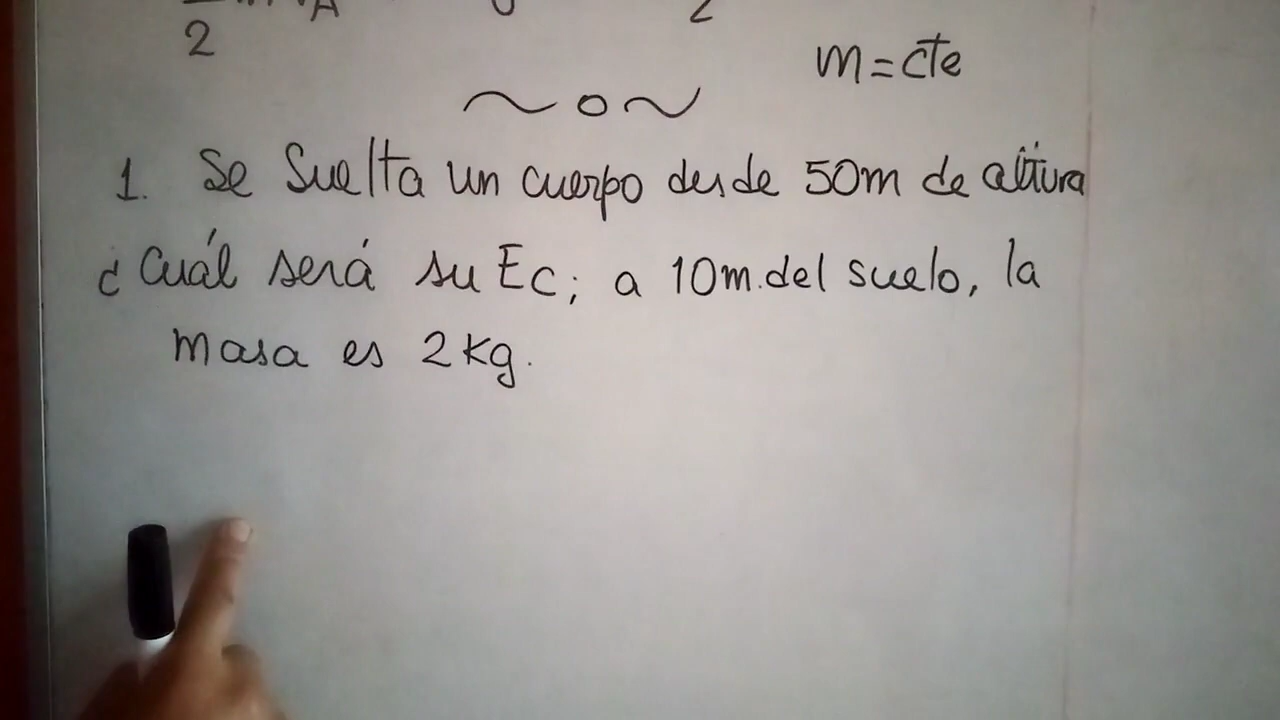 2
m = cte
~ o ~
1. Se Suelta un cuerpo desde 50m de altura
¿Cuál será su Ec; a 10m. del suelo, la
masa es 2kg.